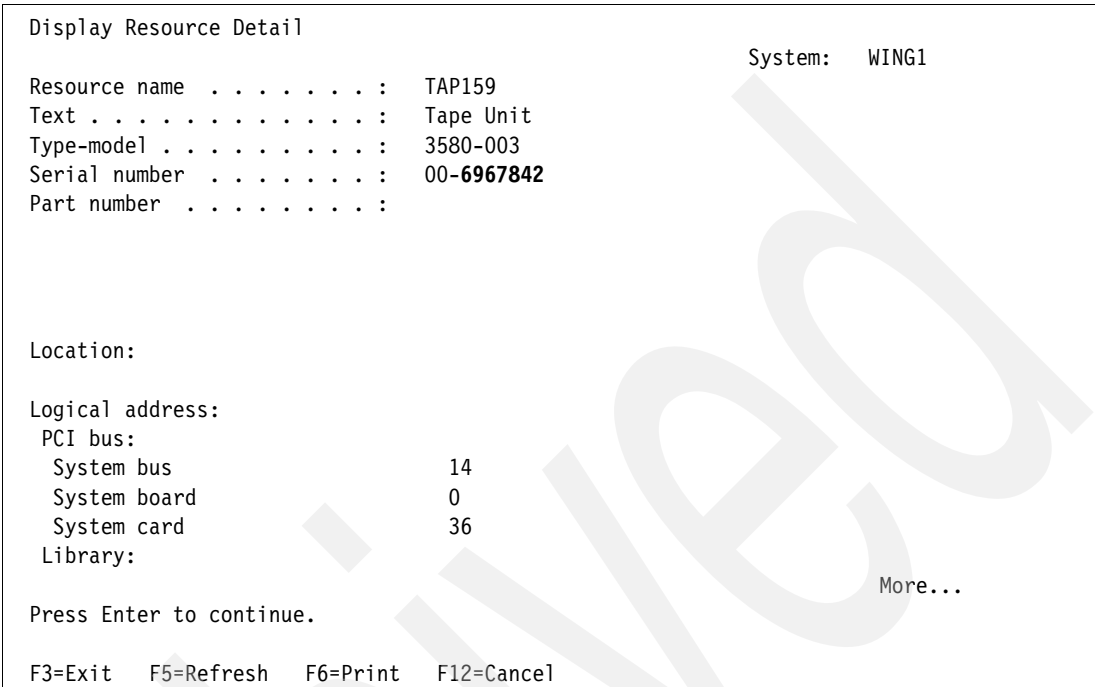 Display Resource Detail
System: WING1
Resource name . . . . . . . : TAP159
Text . . . . . . . . . . . . . : Tape Unit
Type-model . . . . . . . . . : 3580-003
Serial number . . . . . . . : 00-6967842
Part number . . . . . . . . :
Location:
Logical address:
PCI bus:
System bus 14
System board 0
System card 36
Library:
More...
Press Enter to continue.
F3=Exit F5=Refresh F6=Print F12=Cancel